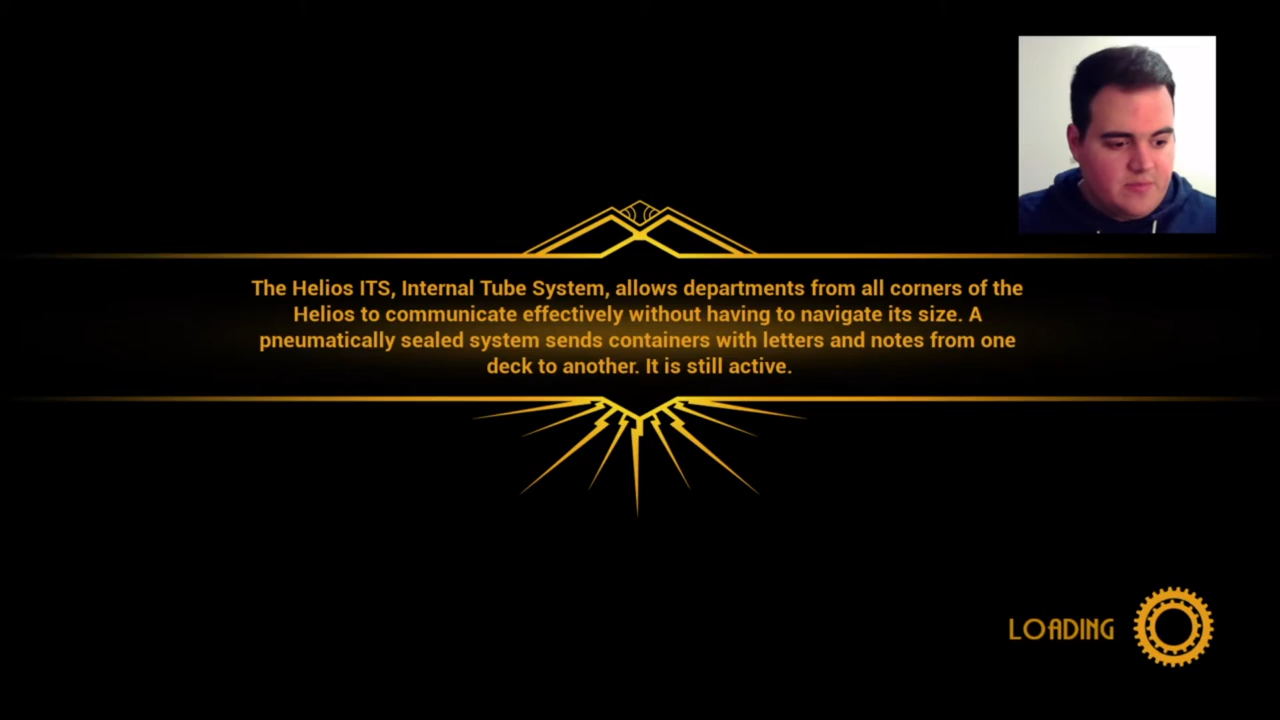 The Helios ITS, Internal Tube System, allows departments from all corners of the
Helios to communicate effectively without having to navigate its size. A
pneumatically sealed system sends containers with letters and notes from one
deck to another. It is still active.
LOADING